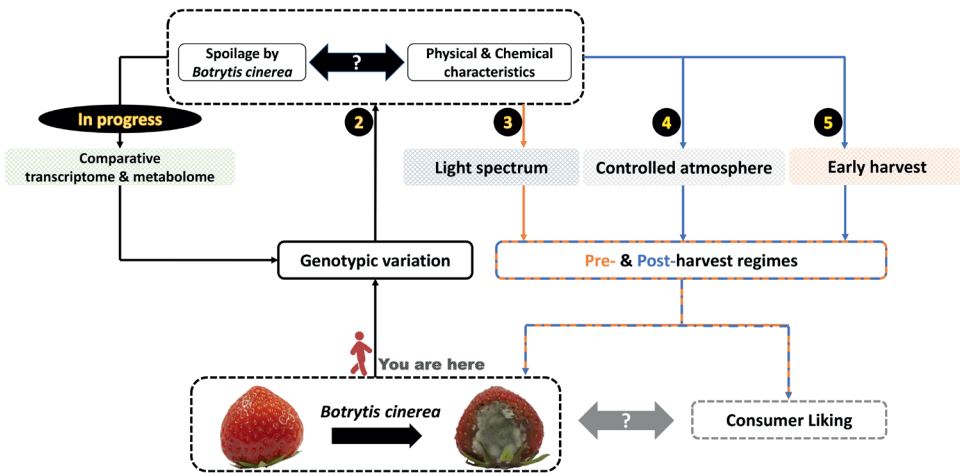 Spoilage by
Botrytis cinerea
?
Physical & Chemical
characteristics
In progress
2
3
4
5
Comparative
transcriptome & metabolome
Light spectrum
Controlled atmosphere
Early harvest
Genotypic variation
Pre- & Post-harvest regimes
You are here
Botrytis cinerea
?
Consumer Liking